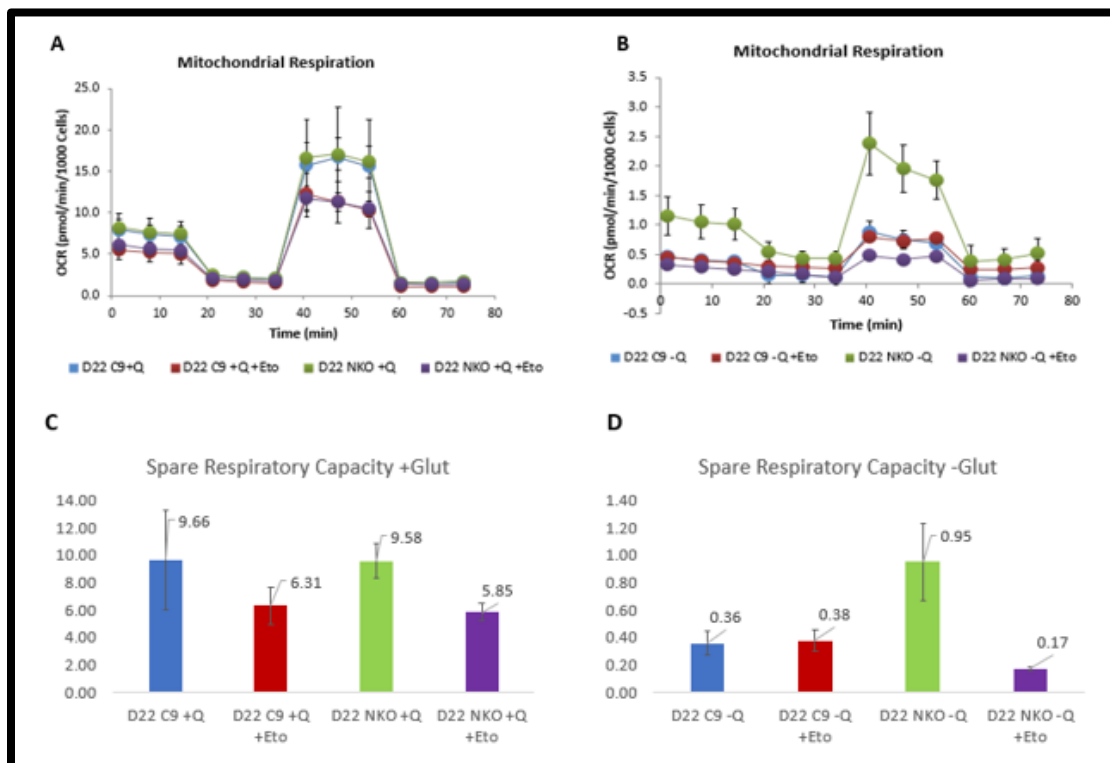 A
Mitochondrial Respiration
OCR (pmol/min/1000 Cells)
25.0
20.0
15.0
10.0
5.0
0.0
0 10 20 30 40 50 60 70 80
Time (min)
D22 C9+Q D22 C9 +Q +Eto D22 NKO +Q D22 NKO +Q +Eto
B
Mitochondrial Respiration
OCR (pmol/min/1000 Cells)
3.5
3.0
2.5
2.0
1.5
1.0
0.5
0.0
-0.5
0 10 20 30 40 50 60 70 80
Time (min)
D22 C9 -Q D22 C9 -Q +Eto D22 NKO -Q D22 NKO -Q +Eto
C
Spare Respiratory Capacity +Glut
14.00
12.00
10.00
8.00
6.00
4.00
2.00
0.00
9.66
6.31
9.58
5.85
D22 C9 +Q D22 C9 +Q D22 NKO +Q D22 NKO +Q
+Eto +Eto
D
Spare Respiratory Capacity -Glut
1.40
1.20
1.00
0.80
0.60
0.40
0.20
0.00
0.36
0.38
0.95
0.17
D22 C9 -Q D22 C9 -Q D22 NKO -Q D22 NKO -Q
+Eto +Eto